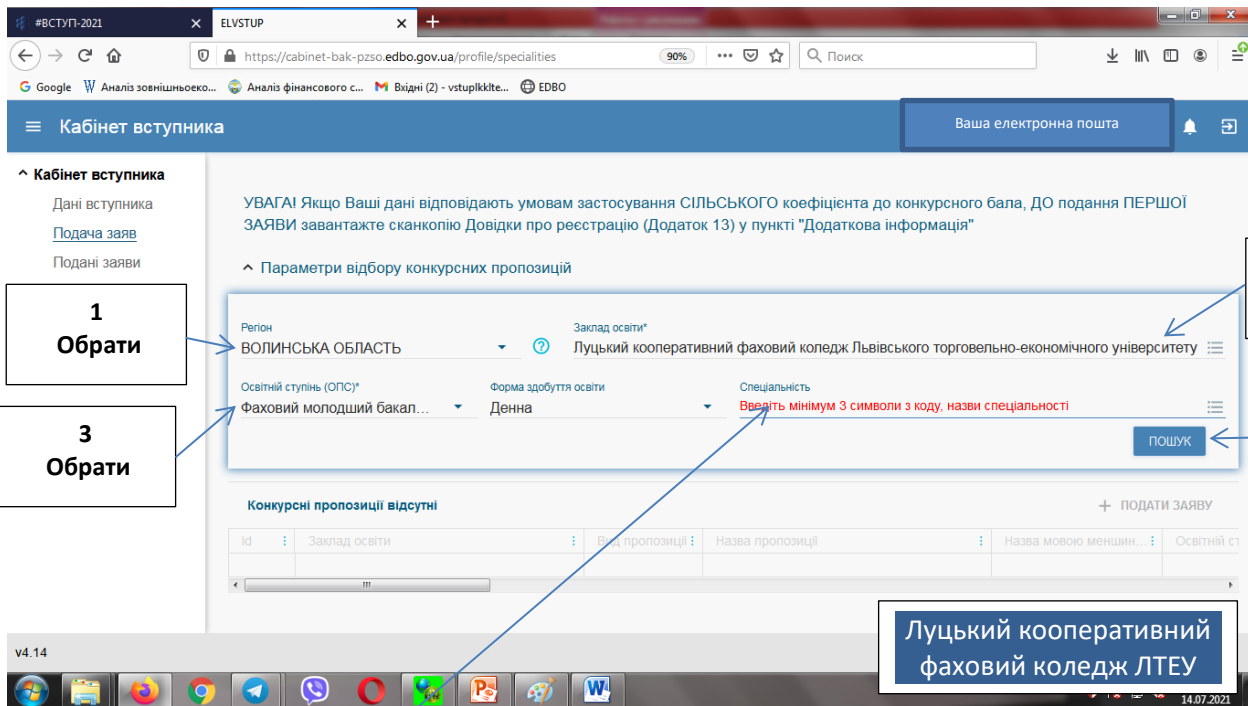 #ВСТУП-2021
ELVSTUP
https://cabinet-bak-pzso.edbo.gov.ua/profile/specialities
90%
Поиск
Google
Аналіз зовнішньоеко...
Аналіз фінансового с...
Вхідні (2) - vstuplkklte...
EDBO
Кабінет вступника
Ваша електронна пошта
Кабінет вступника
Дані вступника
Подача заяв
Подані заяви
УВАГА! Якщо Ваші дані відповідають умовам застосування СІЛЬСЬКОГО коефіцієнта до конкурсного бала, ДО подання ПЕРШОЇ
ЗАЯВИ завантажте сканкопію Довідки про реєстрацію (Додаток 13) у пункті "Додаткова інформація"
Параметри відбору конкурсних пропозицій
1
Обрати
Регіон
ВОЛИНСЬКА ОБЛАСТЬ
Заклад освіти*
Луцький кооперативний фаховий коледж Львівського торговельно-економічного університету
Освітній ступінь (ОПС)*
Фаховий молодший бакал...
Форма здобуття освіти
Денна
Спеціальність
Введіть мінімум 3 символи з коду, назви спеціальності
3
Обрати
ПОШУК
Конкурсні пропозиції відсутні
+ ПОДАТИ ЗАЯВУ
Id
Заклад освіти
Вид пропозиції
Назва пропозиції
Назва мовою меншин...
Освітній ст
Луцький кооперативний
фаховий коледж ЛТЕУ
v4.14
14.07.2021